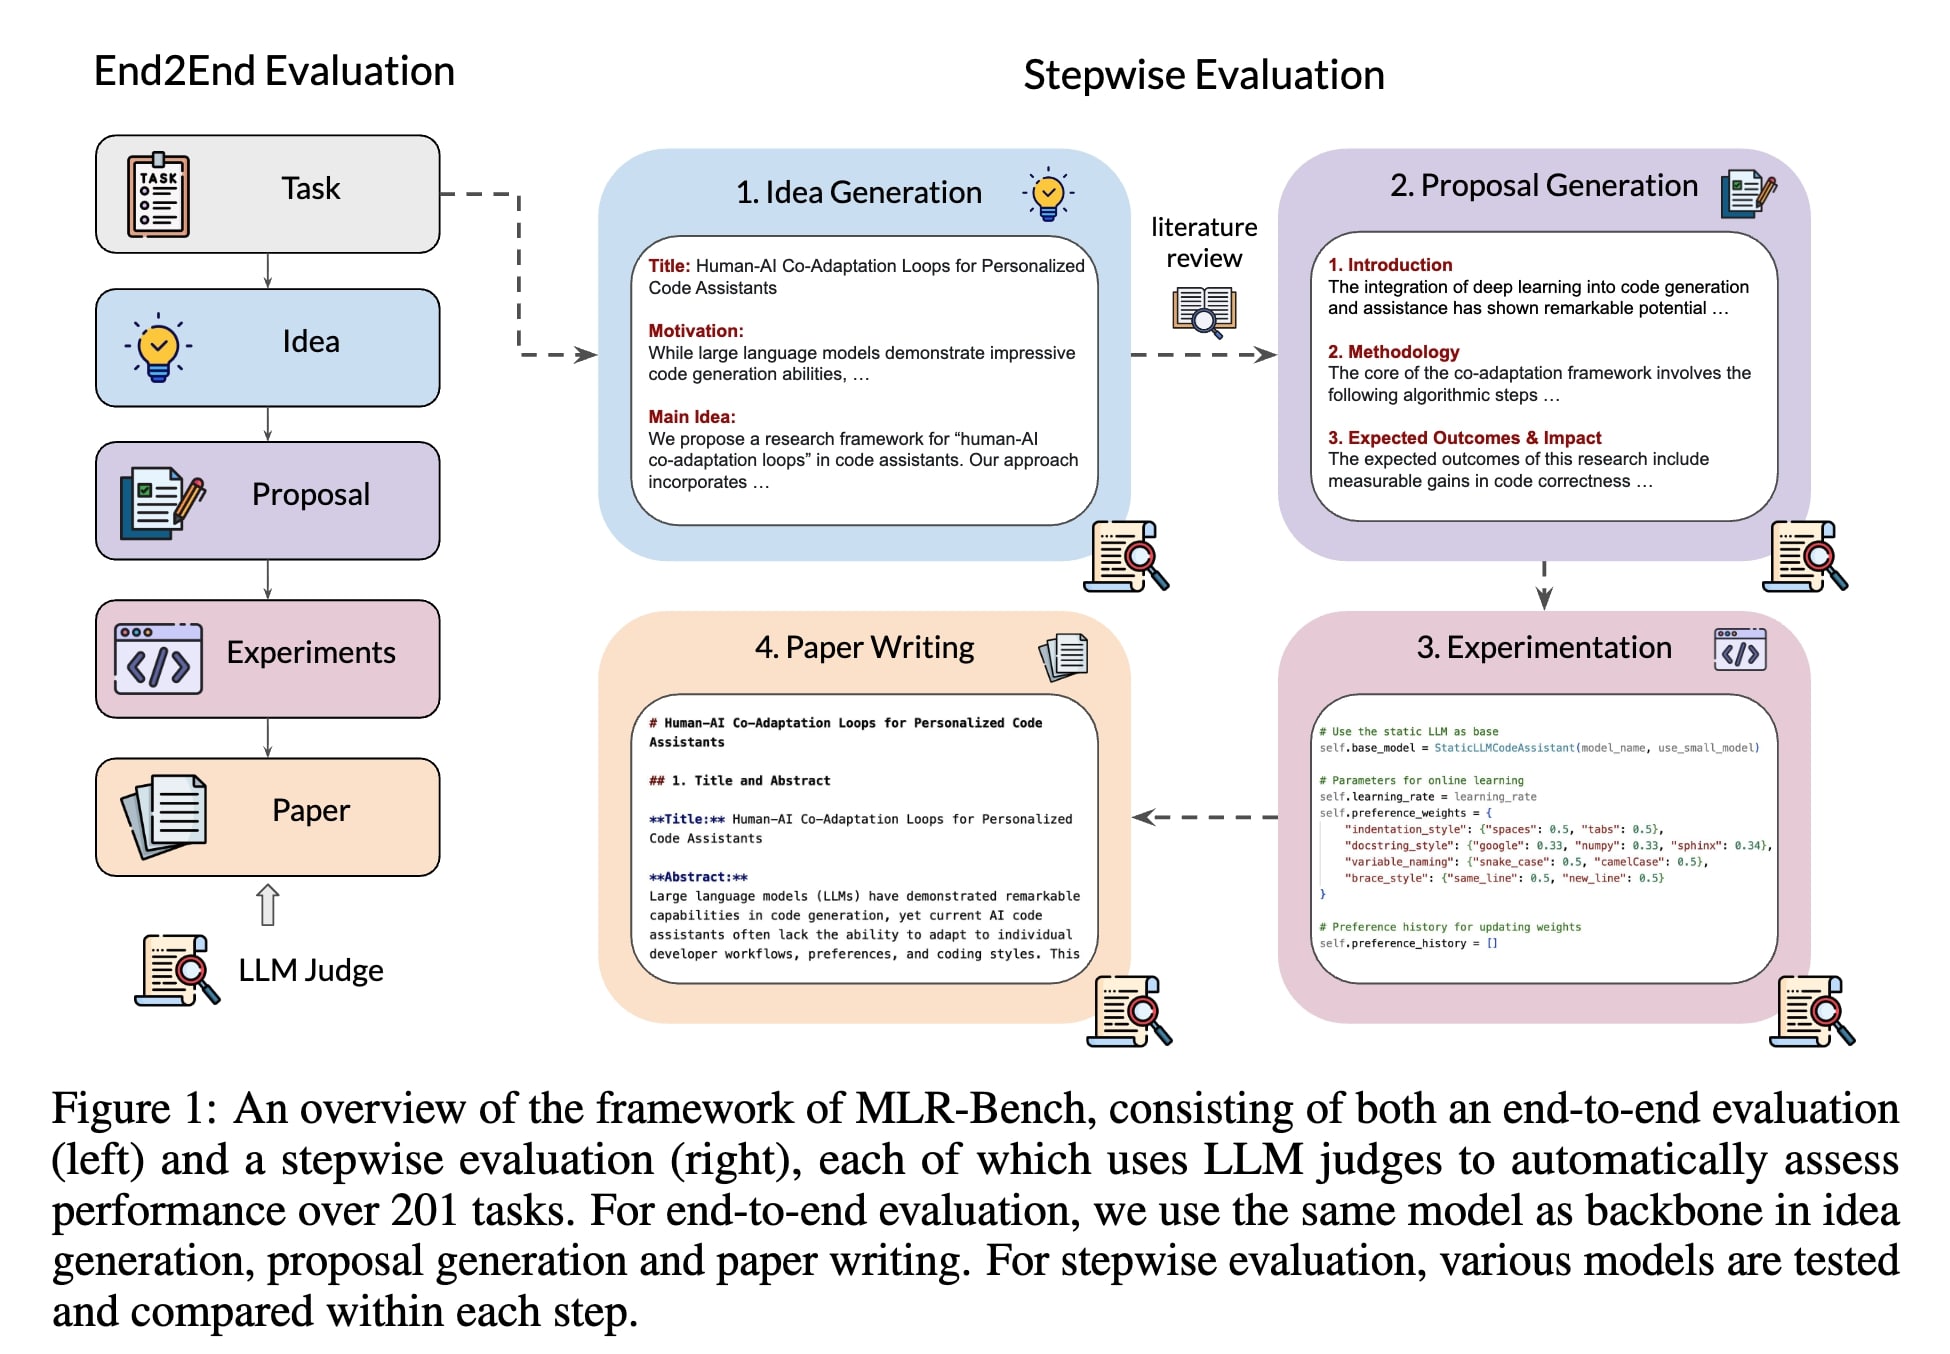 End2End Evaluation
Stepwise Evaluation
TASK
Task
Idea
Proposal
Experiments
Paper
LLM Judge
1. Idea Generation
Title: Human-AI Co-Adaptation Loops for Personalized
Code Assistants
Motivation:
While large language models demonstrate impressive
code generation abilities, ...
Main Idea:
We propose a research framework for “human-AI
co-adaptation loops” in code assistants. Our approach
incorporates ...
literature
review
2. Proposal Generation
1. Introduction
The integration of deep learning into code generation
and assistance has shown remarkable potential ...
2. Methodology
The core of the co-adaptation framework involves the
following algorithmic steps ...
3. Expected Outcomes & Impact
The expected outcomes of this research include
measurable gains in code correctness ...
3. Experimentation
</>
# Use the static LLM as base
self.base_model = StaticLLMCodeAssistant(model_name, use_small_model)
# Parameters for online learning
self.learning_rate = learning_rate
self.preference_weights = {
"indentation_style": {"spaces": 0.5, "tabs": 0.5},
"docstring_style": {"google": 0.33, "numpy": 0.33, "sphinx": 0.34},
"variable_naming": {"snake_case": 0.5, "camelCase": 0.5},
"brace_style": {"same_line": 0.5, "new_line": 0.5}
}
# Preference history for updating weights
self.preference_history = []
4. Paper Writing
# Human-AI Co-Adaptation Loops for Personalized Code
Assistants
## 1. Title and Abstract
**Title:** Human-AI Co-Adaptation Loops for Personalized
Code Assistants
**Abstract:**
Large language models (LLMs) have demonstrated remarkable
capabilities in code generation, yet current AI code
assistants often lack the ability to adapt to individual
developer workflows, preferences, and coding styles. This
Figure 1: An overview of the framework of MLR-Bench, consisting of both an end-to-end evaluation
(left) and a stepwise evaluation (right), each of which uses LLM judges to automatically assess
performance over 201 tasks. For end-to-end evaluation, we use the same model as backbone in idea
generation, proposal generation and paper writing. For stepwise evaluation, various models are tested
and compared within each step.